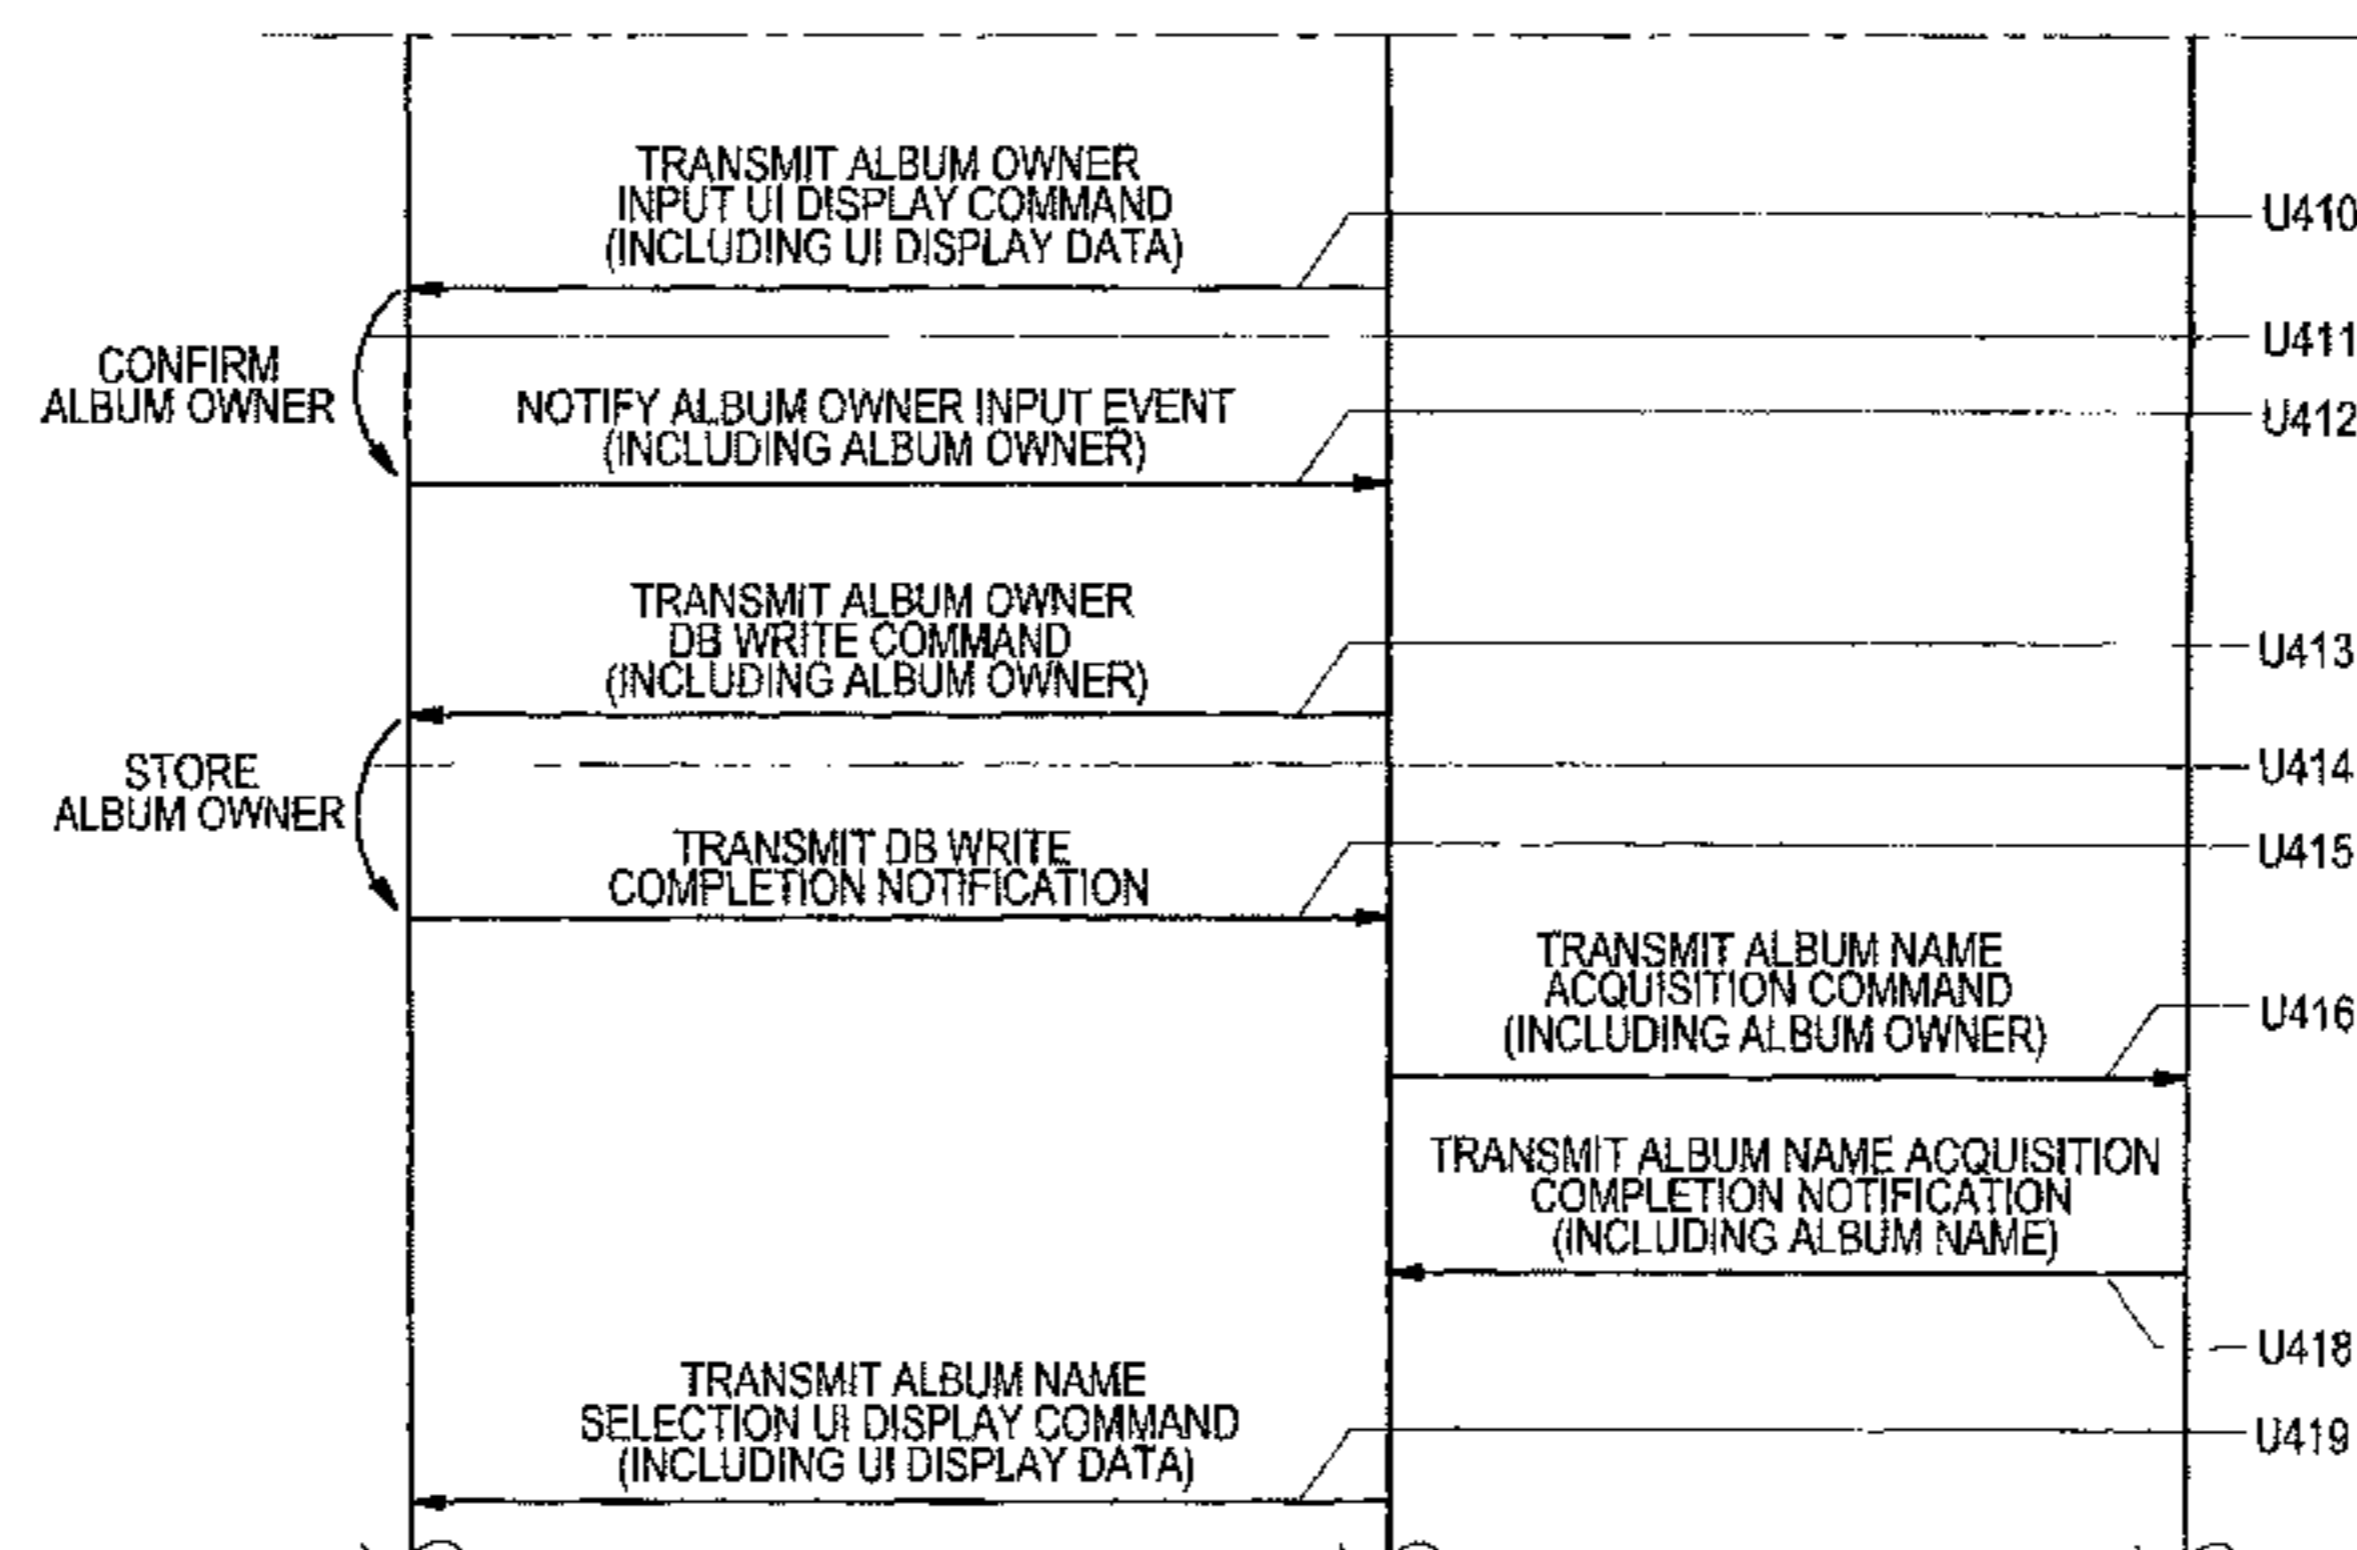 TRANSMIT ALBUM OWNER
INPUT UI DISPLAY COMMAND
(INCLUDING UI DISPLAY DATA)
U410
U411
CONFIRM
ALBUM OWNER
NOTIFY ALBUM OWNER INPUT EVENT
(INCLUDING ALBUM OWNER)
U412
TRANSMIT ALBUM OWNER
DB WRITE COMMAND
(INCLUDING ALBUM OWNER)
U413
STORE
ALBUM OWNER
U414
TRANSMIT DB WRITE
COMPLETION NOTIFICATION
U415
TRANSMIT ALBUM NAME
ACQUISITION COMMAND
(INCLUDING ALBUM OWNER)
U416
TRANSMIT ALBUM NAME ACQUISITION
COMPLETION NOTIFICATION
(INCLUDING ALBUM NAME)
U418
TRANSMIT ALBUM NAME
SELECTION UI DISPLAY COMMAND
(INCLUDING UI DISPLAY DATA)
U419